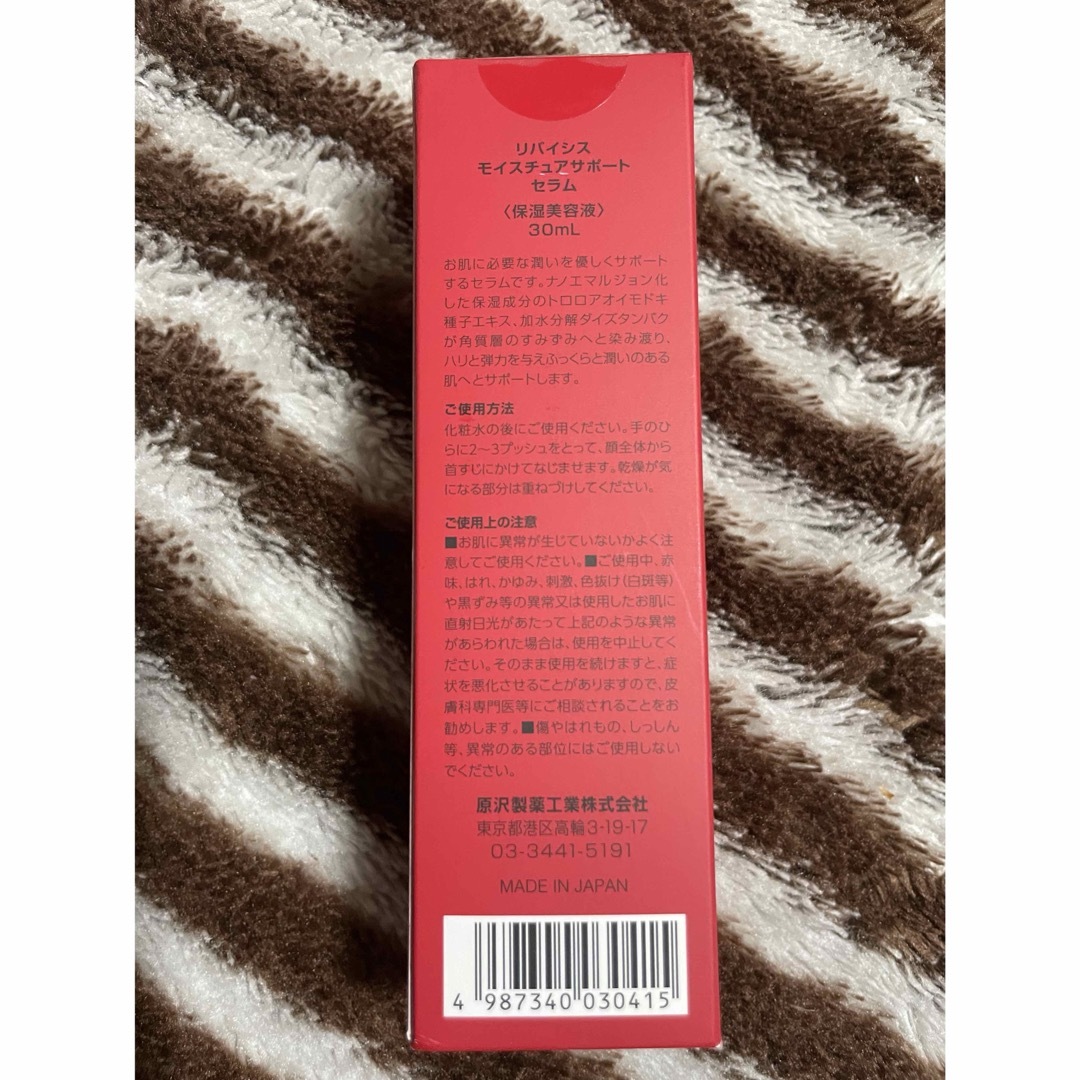 リバイシス
モイスチュアサポート
セラム
〈保湿美容液〉
30mL
お肌に必要な潤いを優しくサポート
するセラムです。ナノエマルジョン化
した保湿成分のトロロアオイモドキ
種子エキス、加水分解ダイズタンパク
が角質層のすみずみへと染み渡り、
ハリと弾力を与えふっくらと潤いのある
肌へとサポートします。
ご使用方法
化粧水の後にご使用ください。手のひ
らに2〜3プッシュをとって、顔全体から
首すじにかけてなじませます。乾燥が気
になる部分は重ねづけしてください。
ご使用上の注意
■お肌に異常が生じていないかよく注
意してご使用ください。■ご使用中、赤
味、はれ、かゆみ、刺激、色抜け(白斑等)
や黒ずみ等の異常又は使用したお肌に
直射日光があたって上記のような異常
があらわれた場合は、使用を中止してく
ださい。そのまま使用を続けますと、症
状を悪化させることがありますので、皮
膚科専門医等にご相談されることをお
勧めします。■傷やはれもの、しっしん
等、異常のある部位にはご使用しない
でください。
原沢製薬工業株式会社
東京都港区高輪3-19-17
03-3441-5191
MADE IN JAPAN
4 987340 030415